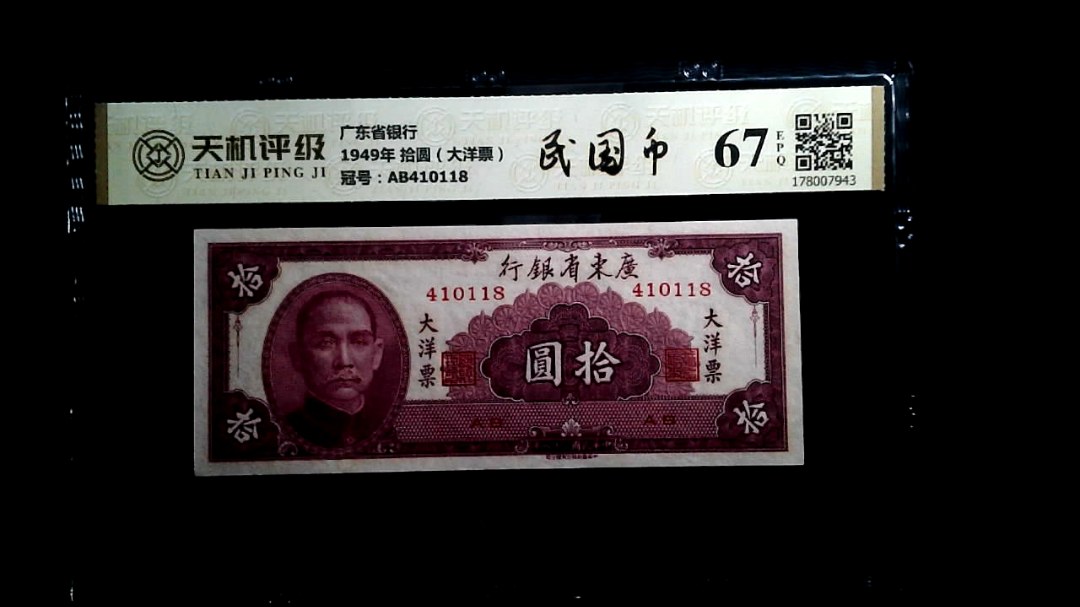 天机评级
TIAN JI PING JI
广东省银行
1949年 拾圆（大洋票）
冠号：AB410118
民国币
67
EPQ
178007943
行銀省東廣
410118 410118
拾 拾
大洋票 大洋票
圓拾
AB AB
拾 拾